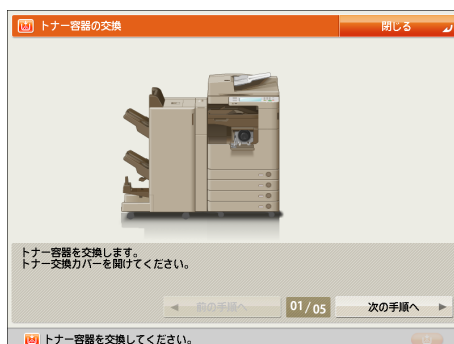 トナー容器の交換
閉じる
トナー容器を交換します。
トナー交換カバーを開けてください。
前の手順へ
01/05
次の手順へ
トナー容器を交換してください。